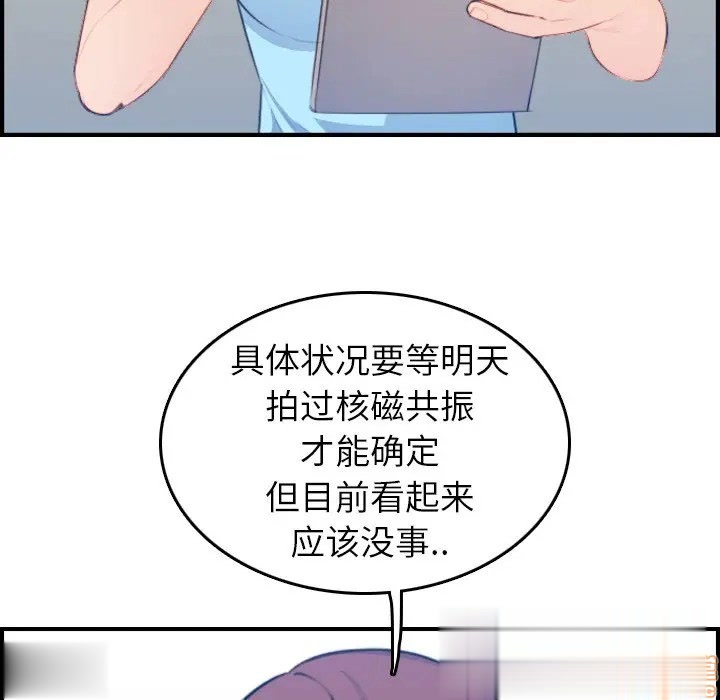 具体状况要等明天
拍过核磁共振
才能确定
但目前看起来
应该没事..